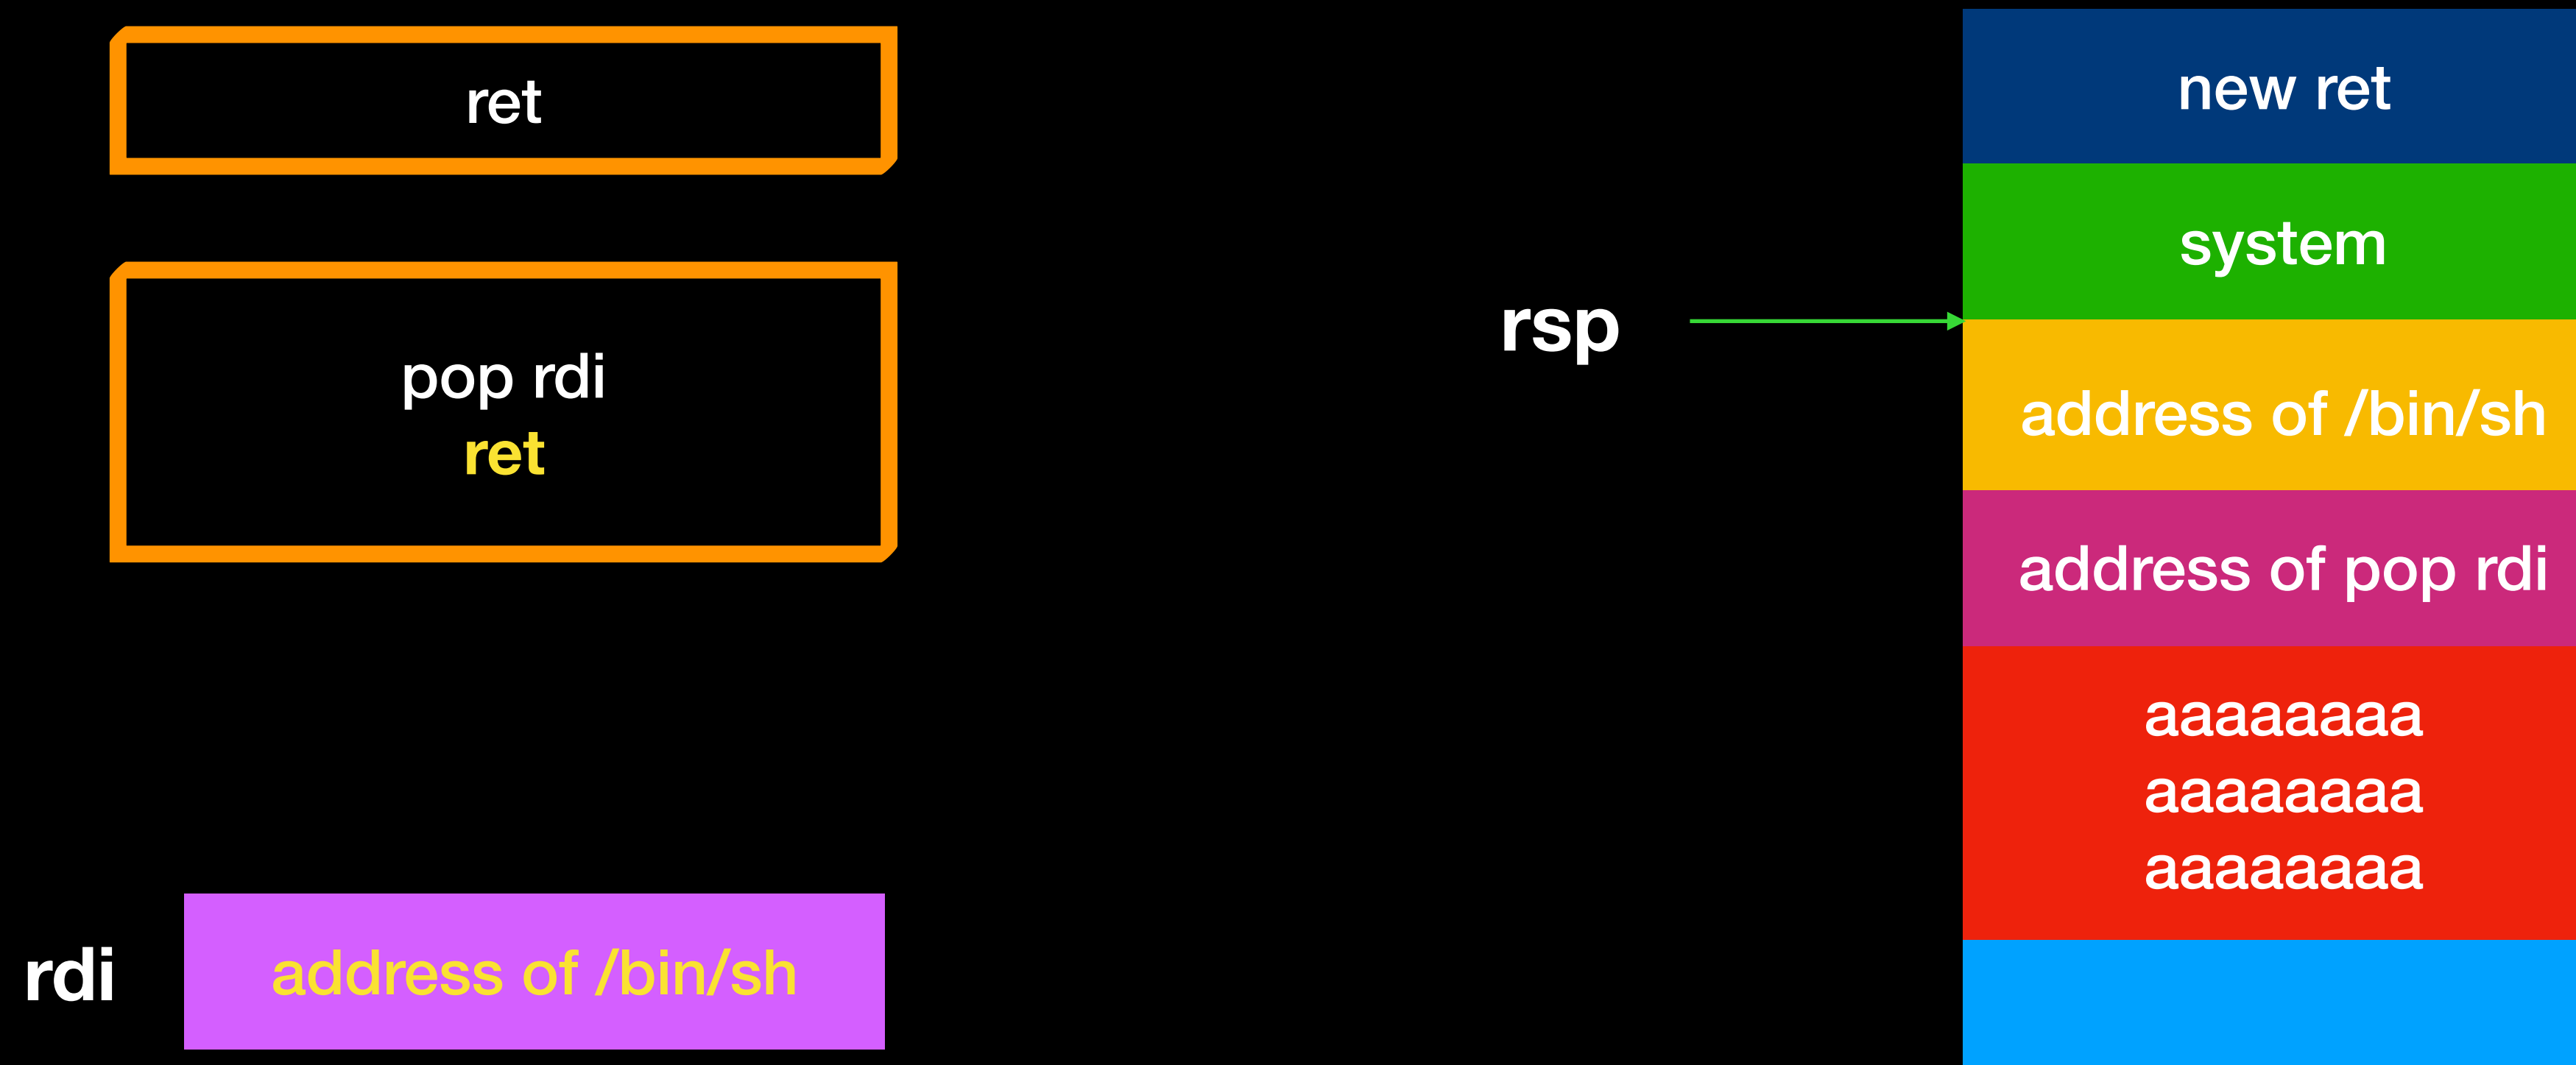 ret
pop rdi
ret
rdi
address of /bin/sh
rsp
new ret
system
address of /bin/sh
address of pop rdi
aaaaaaaa
aaaaaaaa
aaaaaaaa